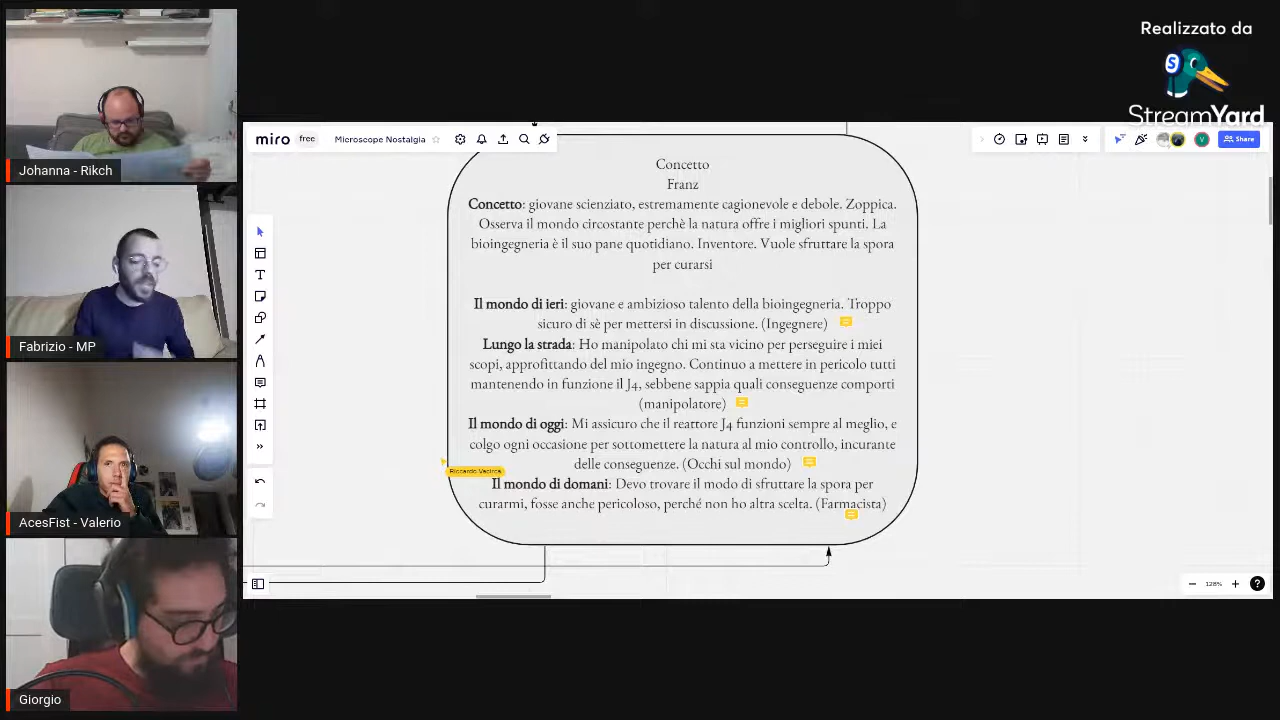 Realizzato da
StreamYard
Johanna - Rikch
Fabrizio - MP
AcesFist - Valerio
Giorgio
miro
free
Microscope Nostalgia
Share
Concetto
Franz
Concetto: giovane scienziato, estremamente cagionevole e debole. Zoppica.
Osserva il mondo circostante perchè la natura offre i migliori spunti. La
bioingegneria è il suo pane quotidiano. Inventore. Vuole sfruttare la spora
per curarsi
Il mondo di ieri: giovane e ambizioso talento della bioingegneria. Troppo
sicuro di sè per mettersi in discussione. (Ingegnere)
Lungo la strada: Ho manipolato chi mi sta vicino per perseguire i miei
scopi, approfittando del mio ingegno. Continuo a mettere in pericolo tutti
mantenendo in funzione il J4, sebbene sappia quali conseguenze comporti
(manipolatore)
Il mondo di oggi: Mi assicuro che il reattore J4 funzioni sempre al meglio, e
colgo ogni occasione per sottomettere la natura al mio controllo, incurante
delle conseguenze. (Occhi sul mondo)
Riccardo Vacirca
Il mondo di domani: Devo trovare il modo di sfruttare la spora per
curarmi, fosse anche pericoloso, perché non ho altra scelta. (Farmacista)
128%